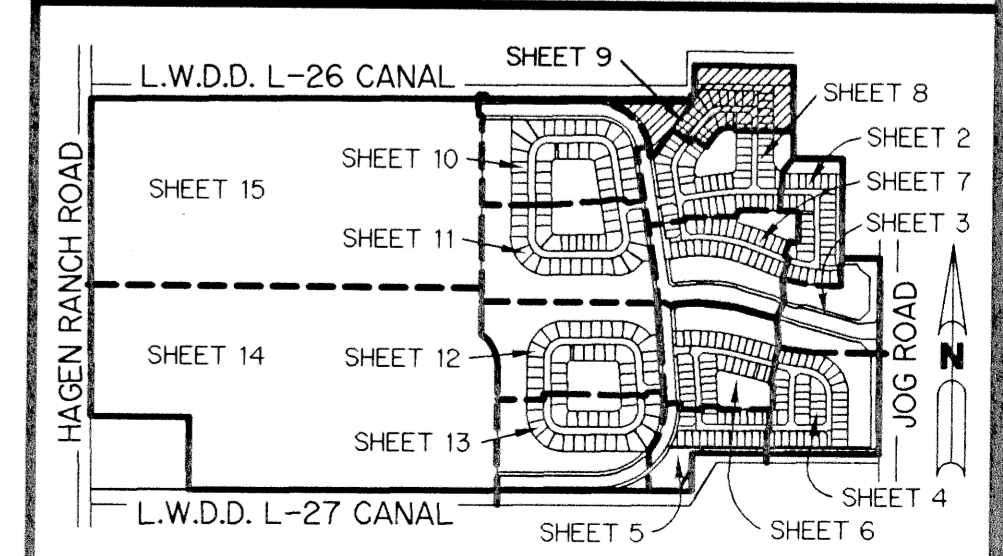 SHEET 9
L.W.D.D. L-26 CANAL
SHEET 8
SHEET 2
SHEET 10
SHEET 7
SHEET 15
SHEET 3
SHEET 11
HAGEN RANCH ROAD
JOG ROAD
N
SHEET 14
SHEET 12
SHEET 13
SHEET 4
L.W.D.D. L-27 CANAL
SHEET 5
SHEET 6